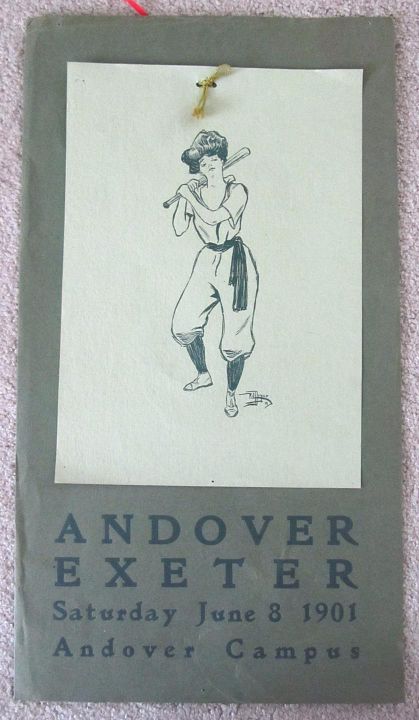 ANDOVER
EXETER
Saturday June 8 1901
Andover Campus